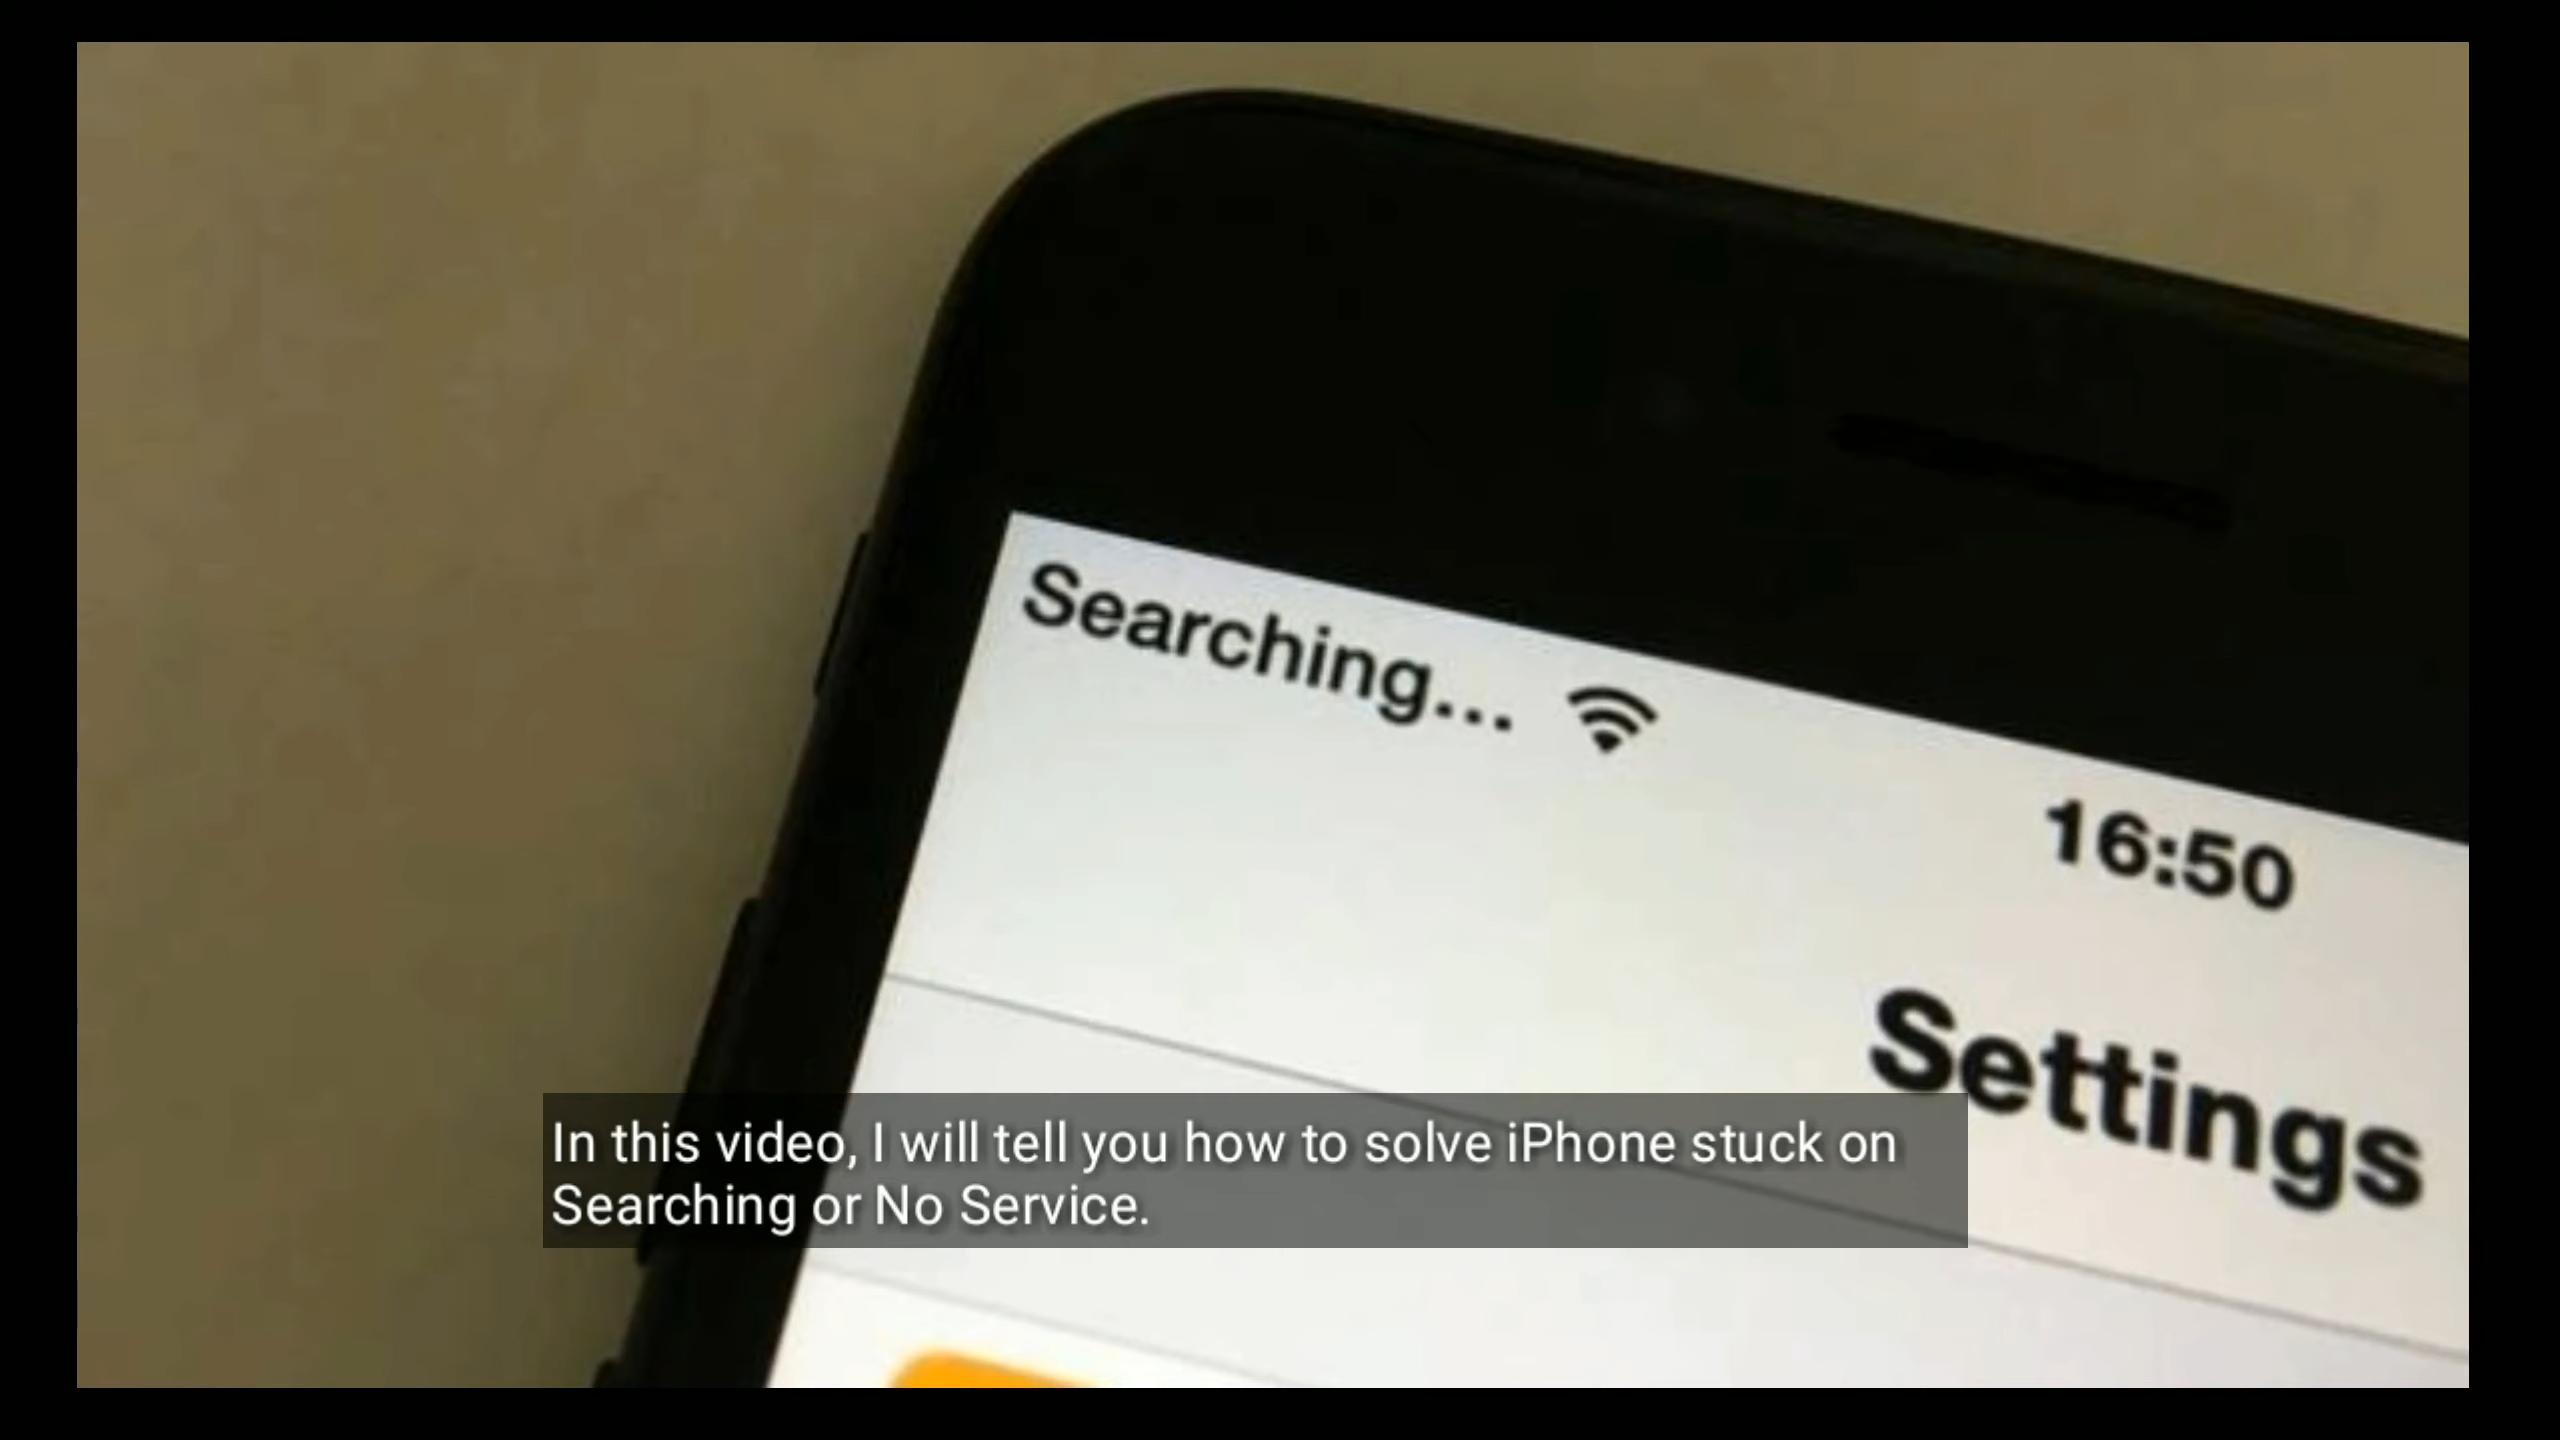 Searching...
16:50
Settings
In this video, I will tell you how to solve iPhone stuck on
Searching or No Service.